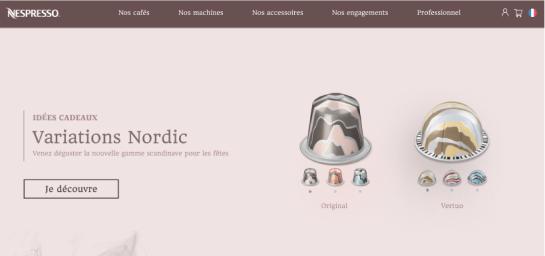 NESPRESSO.
Nos cafés Nos machines Nos accessoires Nos engagements Professionnel
IDÉES CADEAUX
Variations Nordic
Venez déguster la nouvelle gamme scandinave pour les fêtes
Je découvre
Original Vertuo